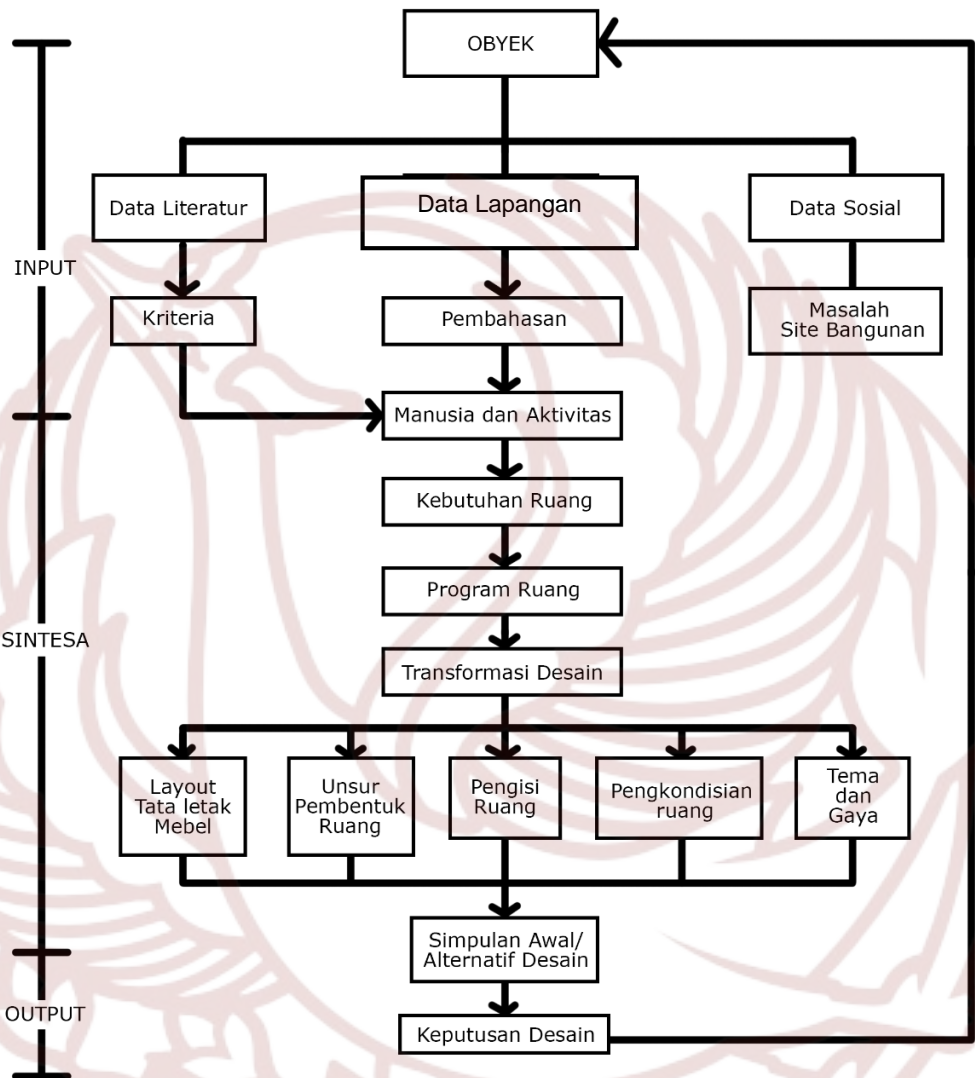 OBYEK
Data Literatur
Data Lapangan
Data Sosial
INPUT
Kriteria
Pembahasan
Masalah
Site Bangunan
Manusia dan Aktivitas
Kebutuhan Ruang
Program Ruang
SINTESA
Transformasi Desain
Layout
Tata letak
Mebel
Unsur
Pembentuk
Ruang
Pengisi
Ruang
Pengkondisian
ruang
Tema
dan
Gaya
Simpulan Awal/
Alternatif Desain
OUTPUT
Keputusan Desain